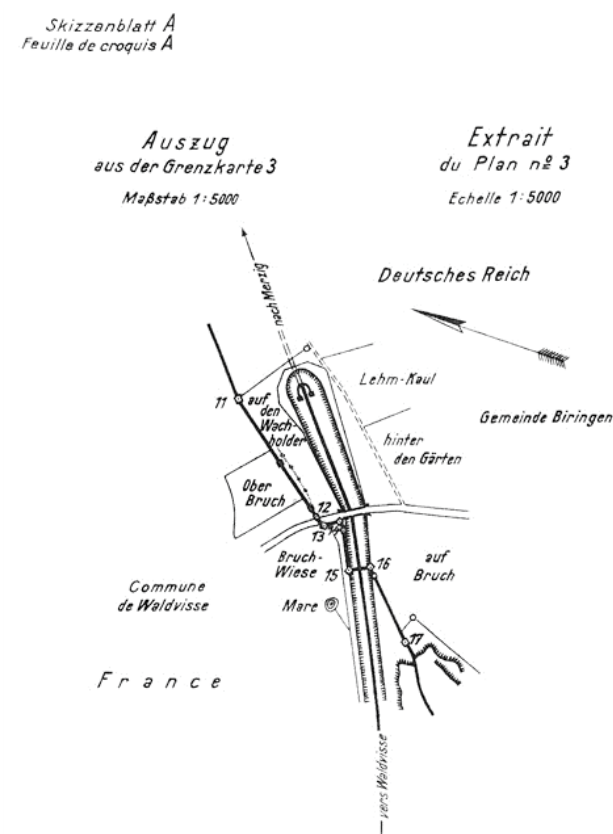 Skizzenblatt A
Feuille de croquis A
Auszug
aus der Grenzkarte 3
Maßstab 1:5000
Extrait
du Plan nº 3
Echelle 1:5000
nach Merzig
Deutsches Reich
11
auf
den
Wach-
holder
Lehm-Kaul
Gemeinde Biringen
hinter
den Gärten
Ober
Bruch
12
13
Bruch-
Wiese
15
16
auf
Bruch
Commune
de Waldvisse
Mare
17
France
vers Waldvisse